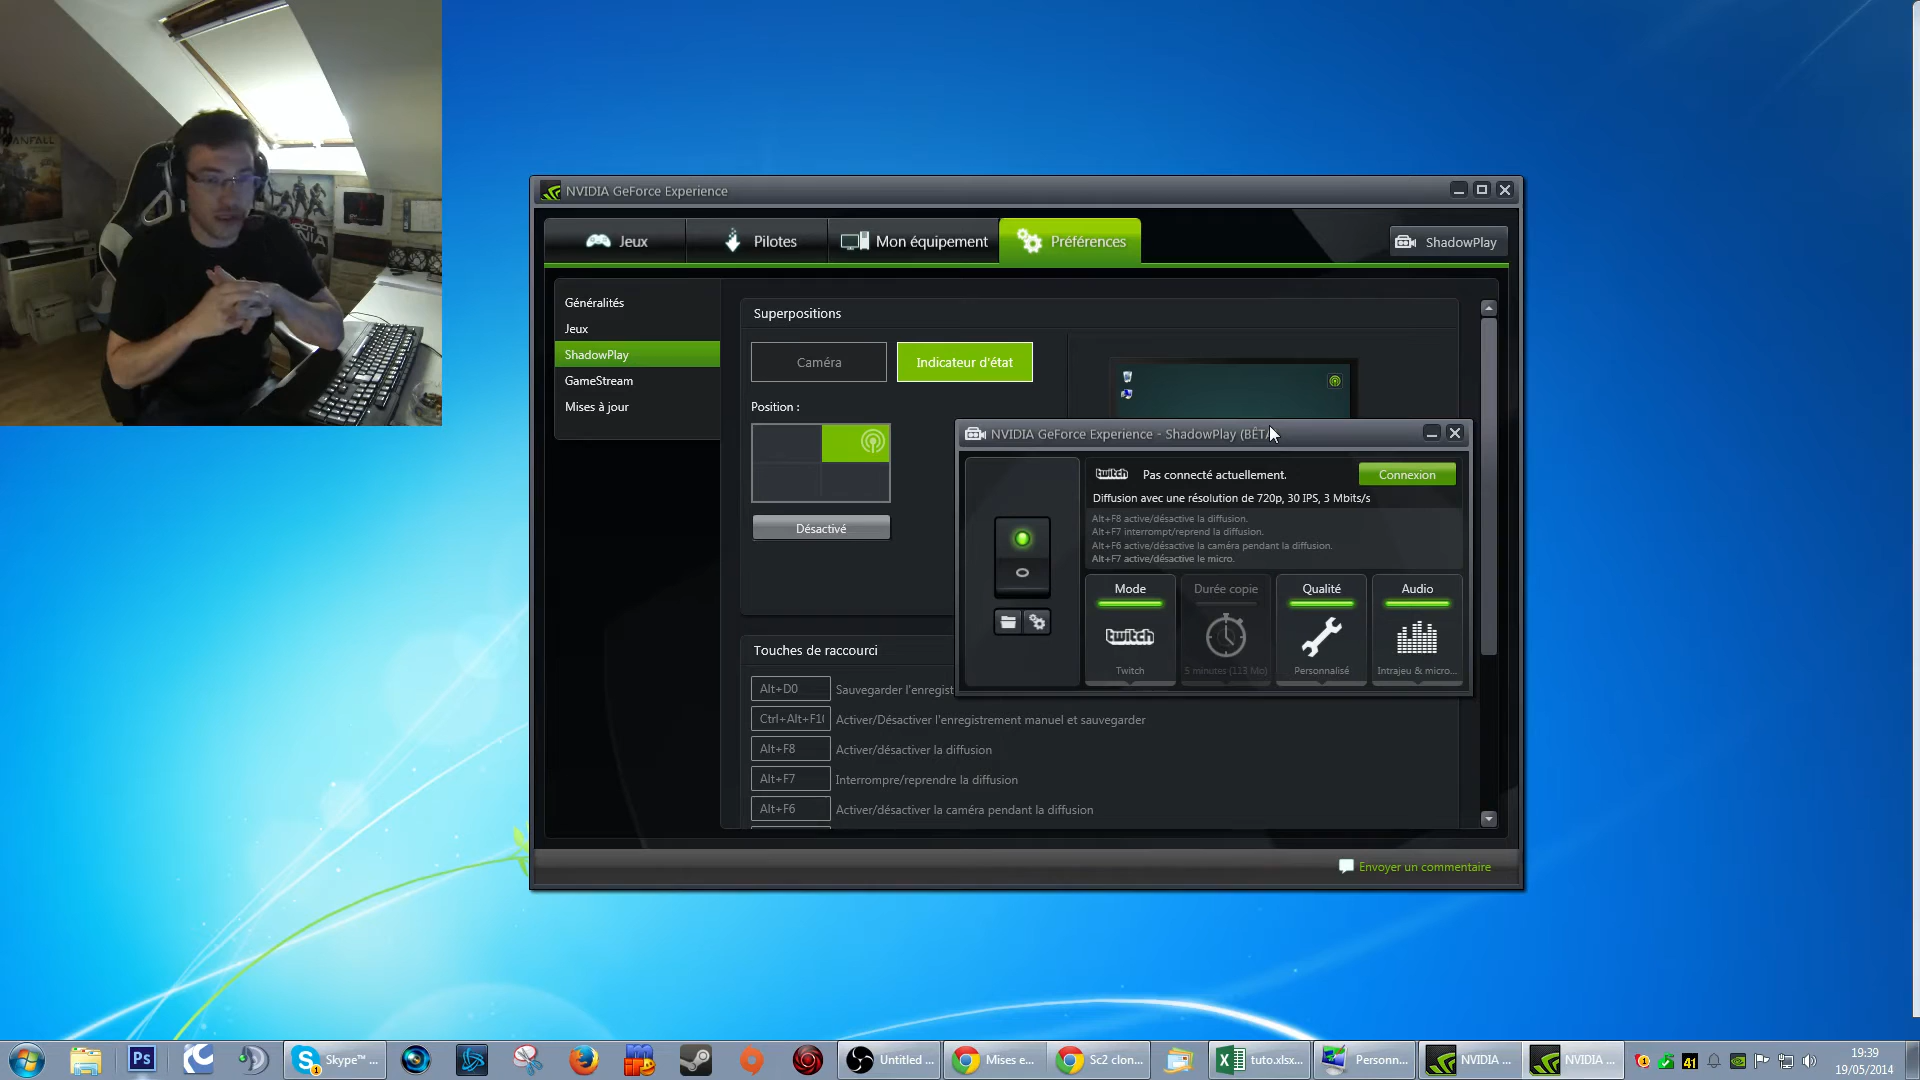 NVIDIA GeForce Experience
Jeux
Pilotes
Mon équipement
Préférences
ShadowPlay
Généralités
Jeux
ShadowPlay
GameStream
Mises à jour
Superpositions
Caméra
Indicateur d'état
Position :
Désactivé
NVIDIA GeForce Experience - ShadowPlay (BÊTA
twitch
Pas connecté actuellement.
Connexion
Diffusion avec une résolution de 720p, 30 IPS, 3 Mbits/s
Alt+F8 active/désactive la diffusion.
Alt+F7 interrompt/reprend la diffusion.
Alt+F6 active/désactive la caméra pendant la diffusion.
Alt+F7 active/désactive le micro.
Mode
Durée copie
Qualité
Audio
twitch
Twitch
5 minutes (113 Mo)
Personnalisé
Intrajeu & micro...
Touches de raccourci
Alt+D0
Sauvegarder l'enregist
Ctrl+Alt+F1(
Activer/Désactiver l'enregistrement manuel et sauvegarder
Alt+F8
Activer/désactiver la diffusion
Alt+F7
Interrompre/reprendre la diffusion
Alt+F6
Activer/désactiver la caméra pendant la diffusion
Envoyer un commentaire
Ps
Skype™ ...
Untitled ...
Mises e...
Sc2 clon...
tuto.xlsx...
Personn...
NVIDIA ...
NVIDIA ...
41
19:39
19/05/2014